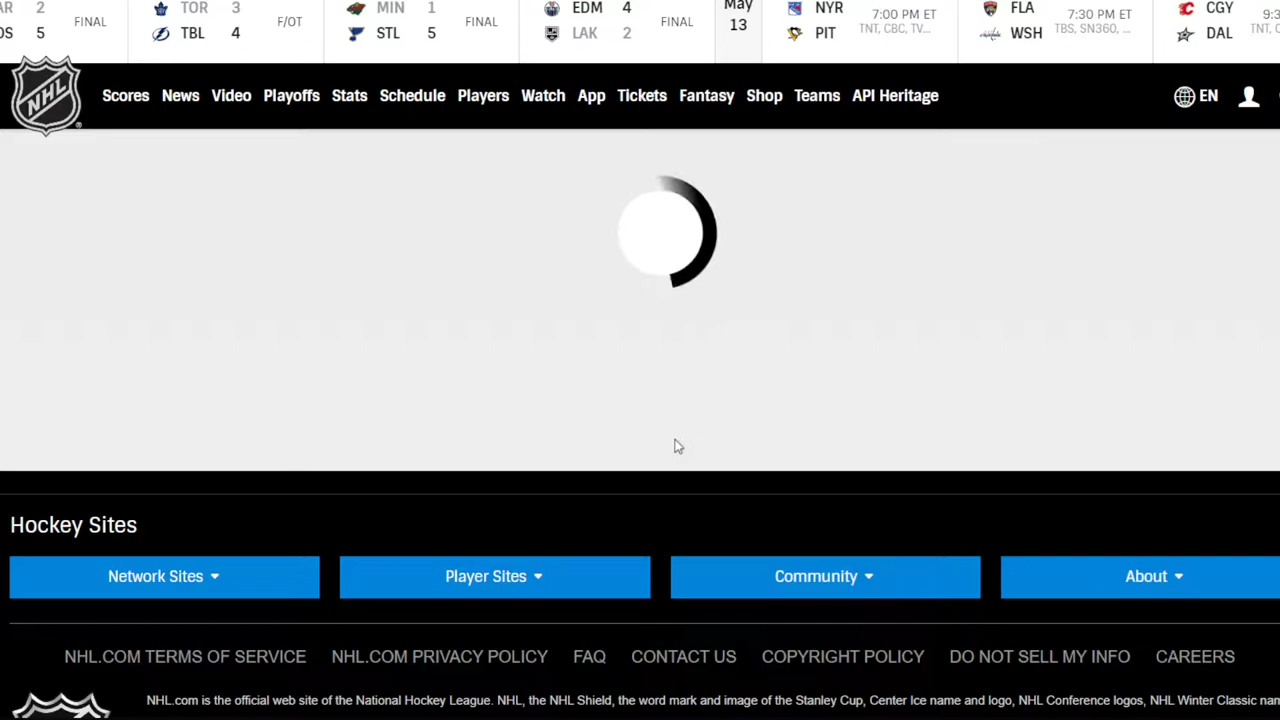 AR 2 FINAL TOR 3 F/OT MIN 1 FINAL EDM 4 FINAL May 13 NYR 7:00 PM ET FLA 7:30 PM ET CGY
OS 5 TBL 4 STL 5 LAK 2 PIT TNT, CBC, TV... WSH TBS, SN360, ... DAL TNT, C
NHL Scores News Video Playoffs Stats Schedule Players Watch App Tickets Fantasy Shop Teams API Heritage EN
Hockey Sites
Network Sites Player Sites Community About
NHL.COM TERMS OF SERVICE NHL.COM PRIVACY POLICY FAQ CONTACT US COPYRIGHT POLICY DO NOT SELL MY INFO CAREERS
NHL.com is the official web site of the National Hockey League. NHL, the NHL Shield, the word mark and image of the Stanley Cup, Center Ice name and logo, NHL Conference logos, NHL Winter Classic nam